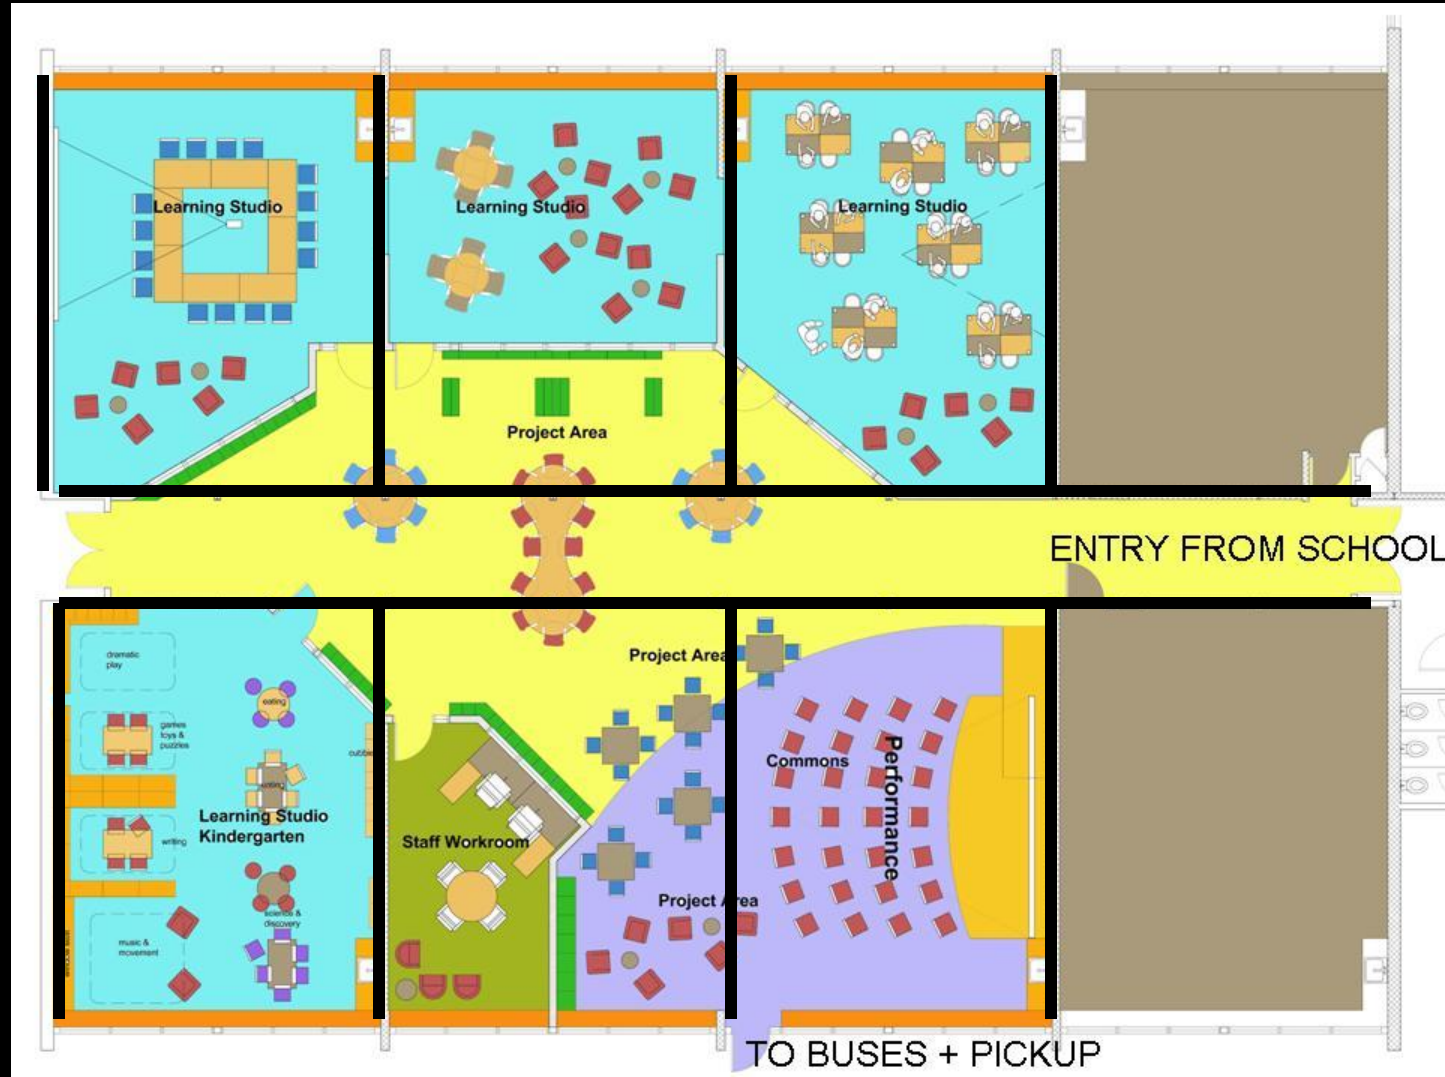 Learning Studio
Learning Studio
Learning Studio
Project Area
ENTRY FROM SCHOOL
dramatic
play
games
toys &
puzzles
eating
eating
writing
Learning Studio
Kindergarten
science &
discovery
music &
movement
Staff Workroom
Project Area
Commons
Performance
Project Area
TO BUSES + PICKUP